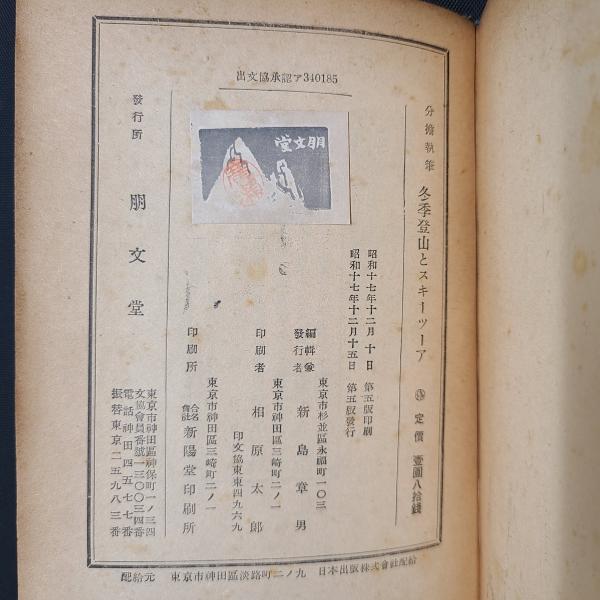 出文協承認ア340185
分擔執筆 冬季登山とスキーツーア
定價 壹圓八拾錢
昭和十七年十二月十日 第五版印刷
昭和十七年十二月十五日 第五版發行
朋文堂
東京市杉並區永福町一〇三
編輯兼發行者 新島章男
東京市神田區三崎町二ノ一
印刷者 相原太郎
印文協東東四九六九
東京市神田區三崎町二ノ一
印刷所 合名會社 新陽堂印刷所
發行所 朋文堂
東京市神田區神保町一ノ三四
文協會員番號一三〇〇三四番
電話神田四五七七番
振替東京二五九八三番
配給元 東京市神田區淡路町二ノ九 日本出版株式會社配給